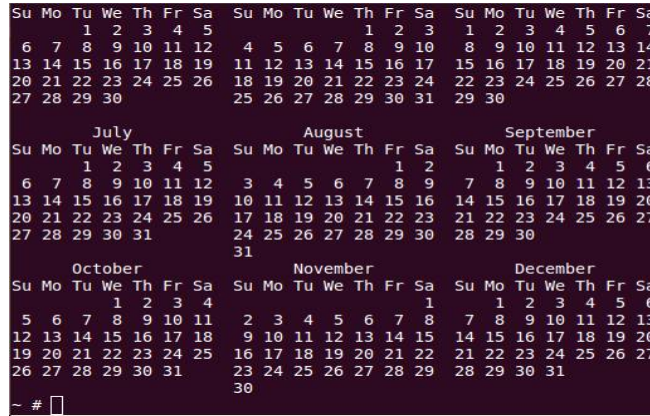 Su Mo Tu We Th Fr Sa  Su Mo Tu We Th Fr Sa  Su Mo Tu We Th Fr Sa
       1  2  3  4  5               1  2  3   1  2  3  4  5  6  7
 6  7  8  9 10 11 12   4  5  6  7  8  9 10   8  9 10 11 12 13 14
13 14 15 16 17 18 19  11 12 13 14 15 16 17  15 16 17 18 19 20 21
20 21 22 23 24 25 26  18 19 20 21 22 23 24  22 23 24 25 26 27 28
27 28 29 30           25 26 27 28 29 30 31  29 30
        July                 August              September
Su Mo Tu We Th Fr Sa  Su Mo Tu We Th Fr Sa  Su Mo Tu We Th Fr Sa
       1  2  3  4  5                  1  2      1  2  3  4  5  6
 6  7  8  9 10 11 12   3  4  5  6  7  8  9   7  8  9 10 11 12 13
13 14 15 16 17 18 19  10 11 12 13 14 15 16  14 15 16 17 18 19 20
20 21 22 23 24 25 26  17 18 19 20 21 22 23  21 22 23 24 25 26 27
27 28 29 30 31        24 25 26 27 28 29 30  28 29 30
                      31
      October               November              December
Su Mo Tu We Th Fr Sa  Su Mo Tu We Th Fr Sa  Su Mo Tu We Th Fr Sa
          1  2  3  4                     1      1  2  3  4  5  6
 5  6  7  8  9 10 11   2  3  4  5  6  7  8   7  8  9 10 11 12 13
12 13 14 15 16 17 18   9 10 11 12 13 14 15  14 15 16 17 18 19 20
19 20 21 22 23 24 25  16 17 18 19 20 21 22  21 22 23 24 25 26 27
26 27 28 29 30 31     23 24 25 26 27 28 29  28 29 30 31
                      30
~ #